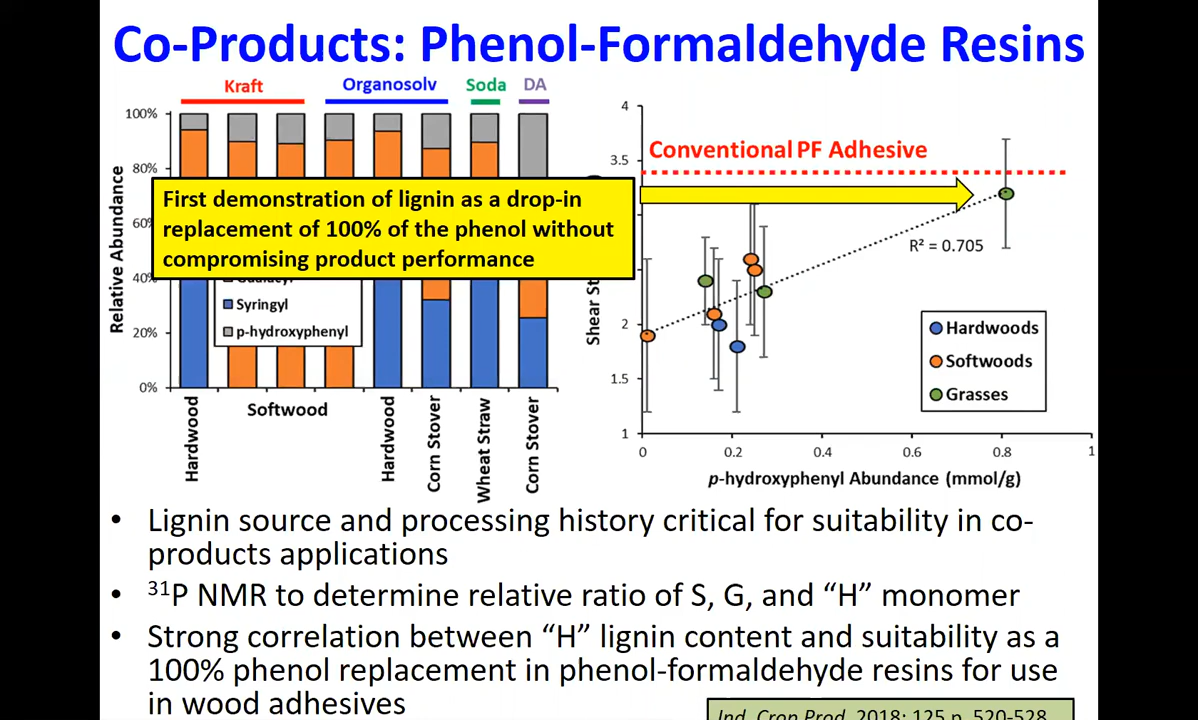 Co-Products: Phenol-Formaldehyde Resins
Kraft
Organosolv
Soda
DA
100%
80%
60%
40%
20%
0%
Relative Abundance
First demonstration of lignin as a drop-in
replacement of 100% of the phenol without
compromising product performance
Syringyl
p-hydroxyphenyl
Hardwood
Softwood
Hardwood
Corn Stover
Wheat Straw
Corn Stover
4
3.5
2
1.5
1
Shear
Conventional PF Adhesive
R² = 0.705
Hardwoods
Softwoods
Grasses
0
0.2
0.4
0.6
0.8
1
p-hydroxyphenyl Abundance (mmol/g)
• Lignin source and processing history critical for suitability in co-
products applications
• ³¹P NMR to determine relative ratio of S, G, and “H” monomer
• Strong correlation between “H” lignin content and suitability as a
100% phenol replacement in phenol-formaldehyde resins for use
in wood adhesives
Ind. Crop Prod. 2018; 125 p. 520-528